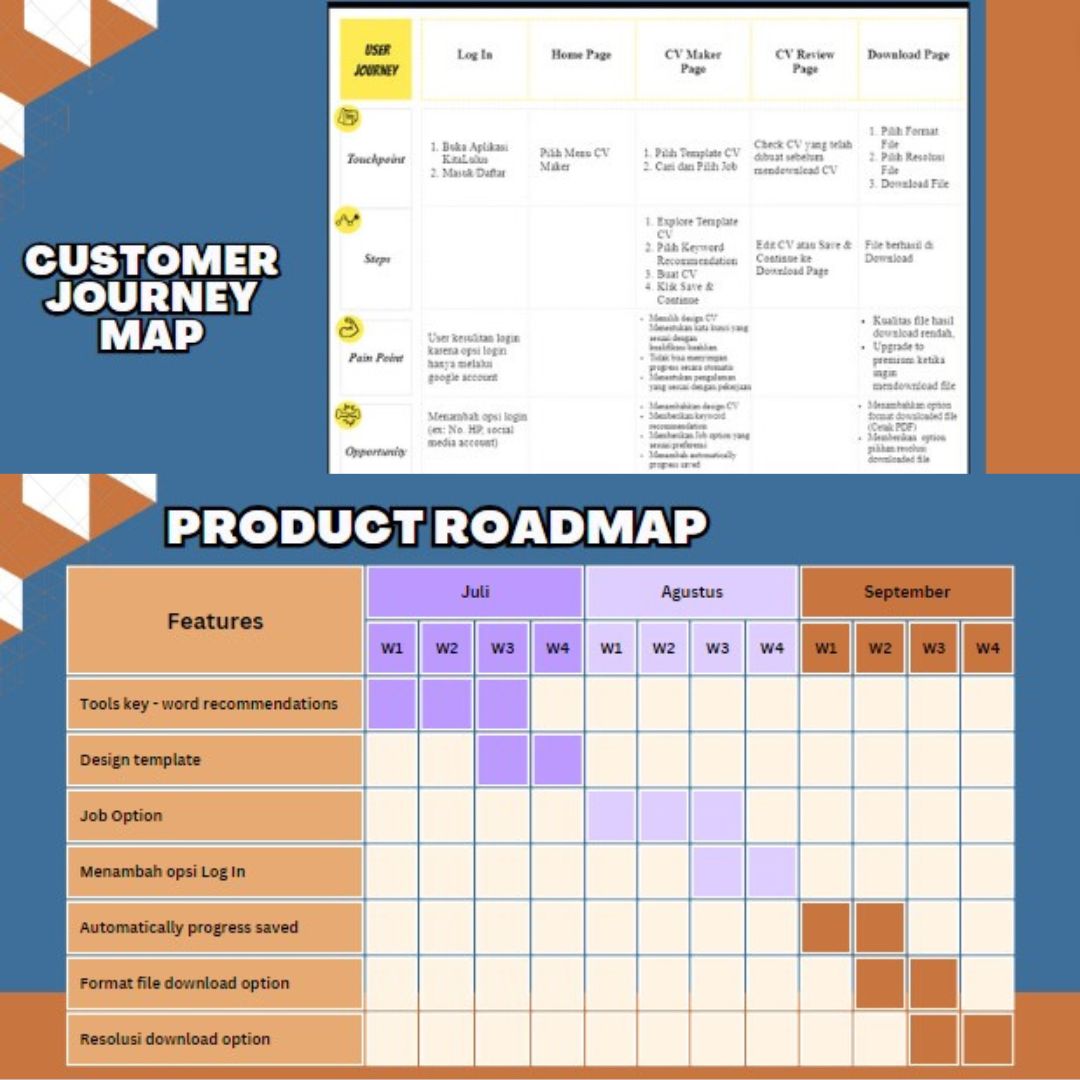 CUSTOMER
JOURNEY
MAP
USER
JOURNEY
Log In
Home Page
CV Maker
Page
CV Review
Page
Download Page
Touchpoint
1. Buka Aplikasi
KitaLulus
2. Masuk/Daftar
Pilih Menu CV
Maker
1. Pilih Template CV
2. Cari dan Pilih Job
Check CV yang telah
dibuat sebelum
mendownload CV
1. Pilih Format
File
2. Pilih Resolusi
File
3. Download File
Steps
1. Explore Template
CV
2. Pilih Keyword
Recommendation
3. Buat CV
4. Klik Save &
Continue
Edit CV atau Save &
Continue ke
Download Page
File berhasil di
Download
Pain Point
User kesulitan login
karena opsi login
hanya melalui
google account
• Memilih design CV
Menentukan kata kunci yang
sesuai dengan
kualifikasi keahlian
• Tidak bisa menyimpan
progress secara otomatis
• Menentukan pengalaman
yang sesuai dengan pekerjaan
• Kualitas file hasil
download rendah,
• Upgrade to
premium ketika
ingin
mendownload file
Opportunity
Menambah opsi login
(ex: No. HP, social
media account)
• Menambahkan design CV
• Memberikan keyword
recommendation
• Memberikan Job option yang
sesuai preferensi
• Menambah automatically
progress saved
• Menambahkan option
format downloaded file
(Cetak PDF)
• Memberikan option
pilihan resolusi
downloaded file
PRODUCT ROADMAP
Features
Juli
Agustus
September
W1 W2 W3 W4 W1 W2 W3 W4 W1 W2 W3 W4
Tools key - word recommendations
Design template
Job Option
Menambah opsi Log In
Automatically progress saved
Format file download option
Resolusi download option